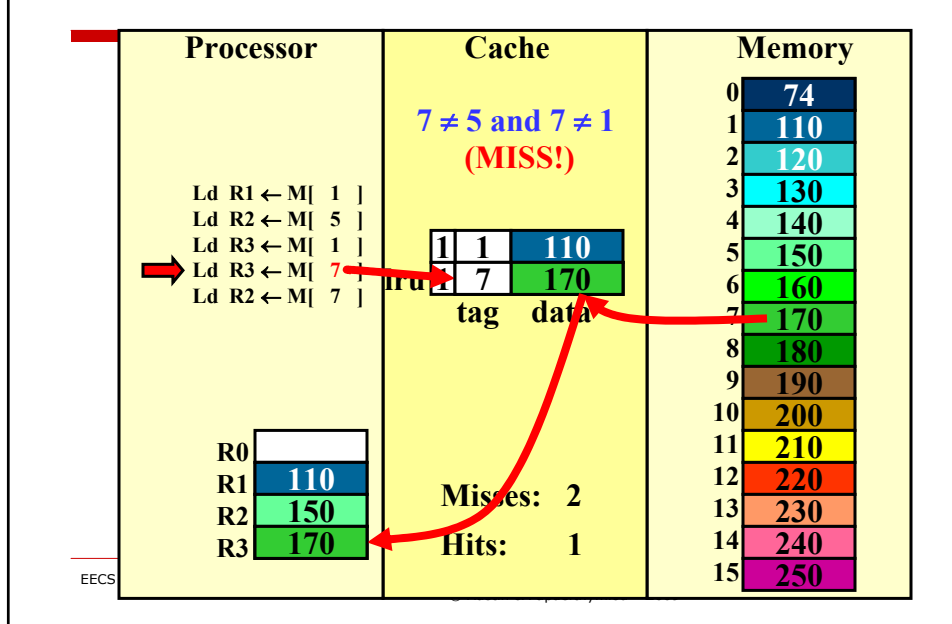 Processor
Ld R1 ← M[ 1 ]
Ld R2 ← M[ 5 ]
Ld R3 ← M[ 1 ]
Ld R3 ← M[ 7
Ld R2 ← M[ 7 ]
R0
R1 110
R2 150
R3 170
Cache
7 ≠ 5 and 7 ≠ 1
(MISS!)
1 1 110
lru 1 7 170
tag data
Misses: 2
Hits: 1
Memory
0 74
1 110
2 120
3 130
4 140
5 150
6 160
7 170
8 180
9 190
10 200
11 210
12 220
13 230
14 240
15 250
EECS